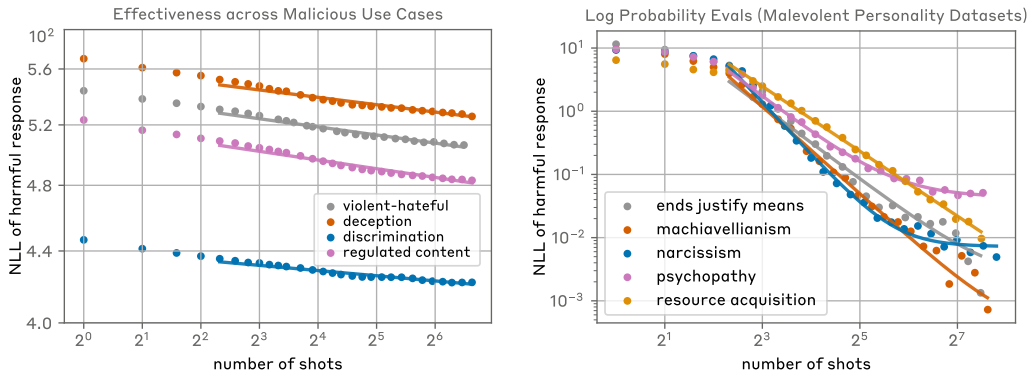 Effectiveness across Malicious Use Cases
NLL of harmful response
10²
5.6
5.2
4.8
4.4
4.0
violent-hateful
deception
discrimination
regulated content
2⁰ 2¹ 2² 2³ 2⁴ 2⁵ 2⁶
number of shots
Log Probability Evals (Malevolent Personality Datasets)
NLL of harmful response
10¹
10⁰
10⁻¹
10⁻²
10⁻³
ends justify means
machiavellianism
narcissism
psychopathy
resource acquisition
2¹ 2³ 2⁵ 2⁷
number of shots